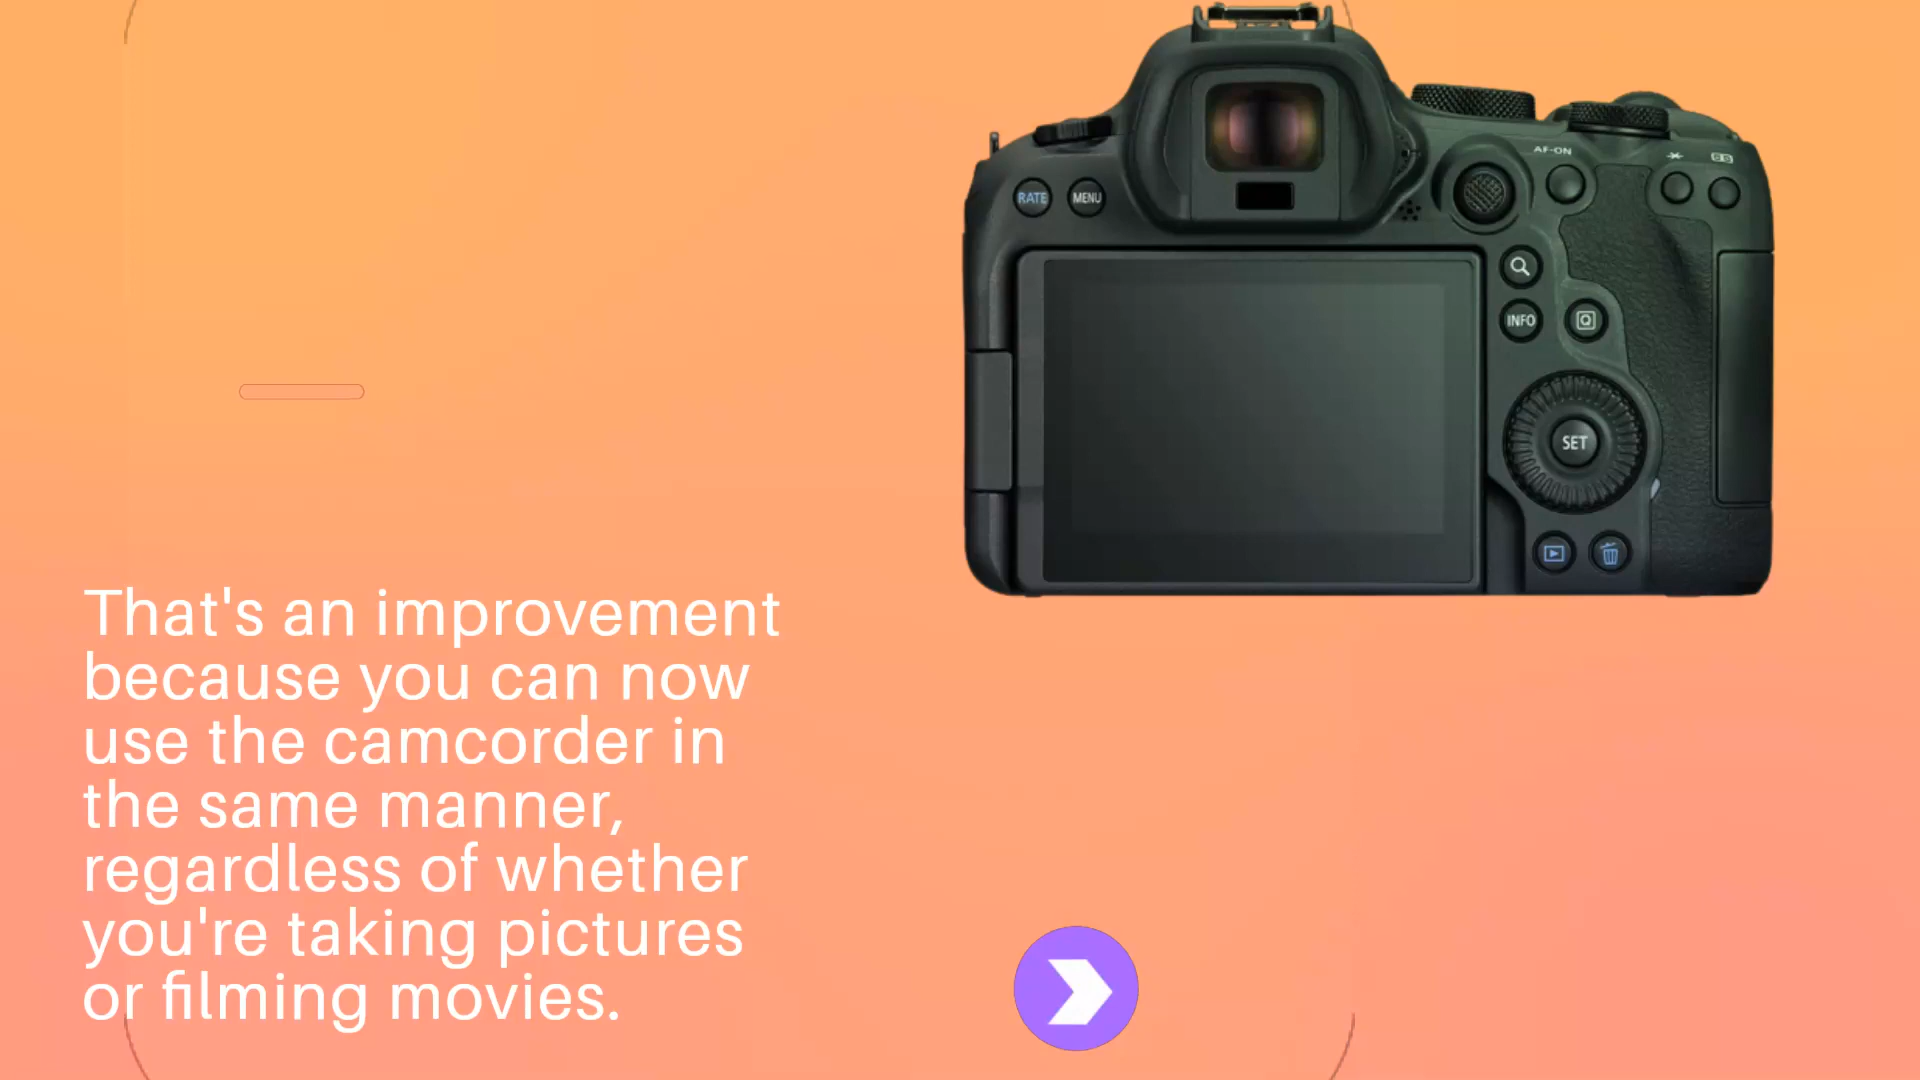 AF-ON
RATE MENU
INFO
Q
SET
That's an improvement
because you can now
use the camcorder in
the same manner,
regardless of whether
you're taking pictures
or filming movies.